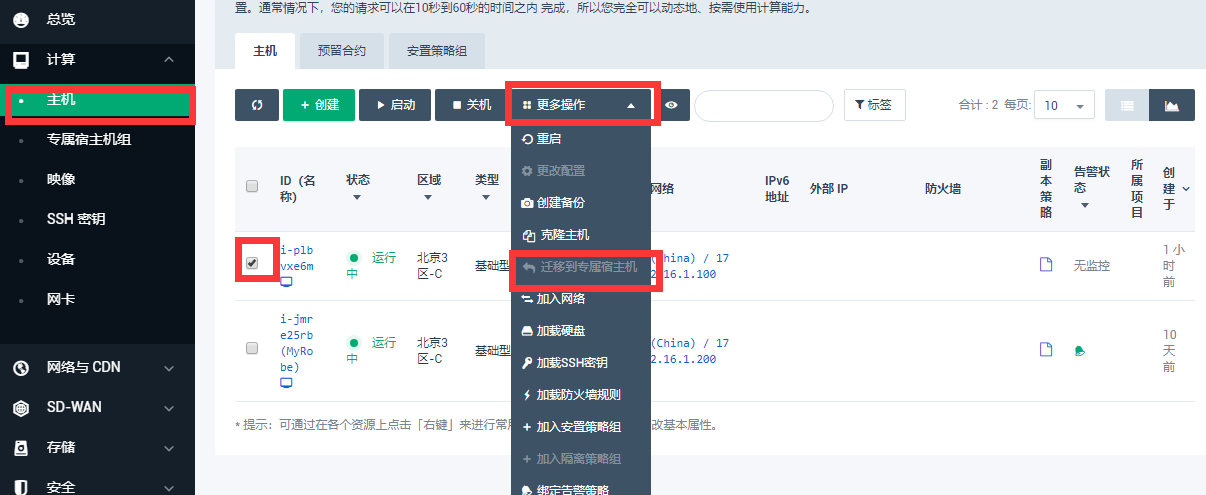 置。通常情况下，您的请求可以在10秒到60秒的时间之内 完成，所以您完全可以动态地、按需使用计算能力。
总览
计算
主机
专属宿主机组
映像
SSH 密钥
设备
网卡
网络与 CDN
SD-WAN
存储
安全
主机
预留合约
安置策略组
+ 创建
启动
关机
更多操作
标签
合计 : 2 每页:
10
重启
更改配置
创建备份
克隆主机
迁移到专属宿主机
加入网络
加载硬盘
加载SSH密钥
加载防火墙规则
+ 加入安置策略组
+ 加入隔离策略组
绑定告警策略
ID（名
称）
状态
区域
类型
网络
IPv6
地址
外部 IP
防火墙
副
本
策
略
告警状
态
所
属
项
目
创
建
于
i-plb
vxe6m
运行
中
北京3
区-C
基础型
(China) / 17
2.16.1.100
无监控
1 小
时
前
i-jmr
e25rb
(MyRo
be)
运行
中
北京3
区-C
基础型
(China) / 17
2.16.1.200
10
天
前
* 提示：可通过在各个资源上点击「右键」来进行常
改基本属性。